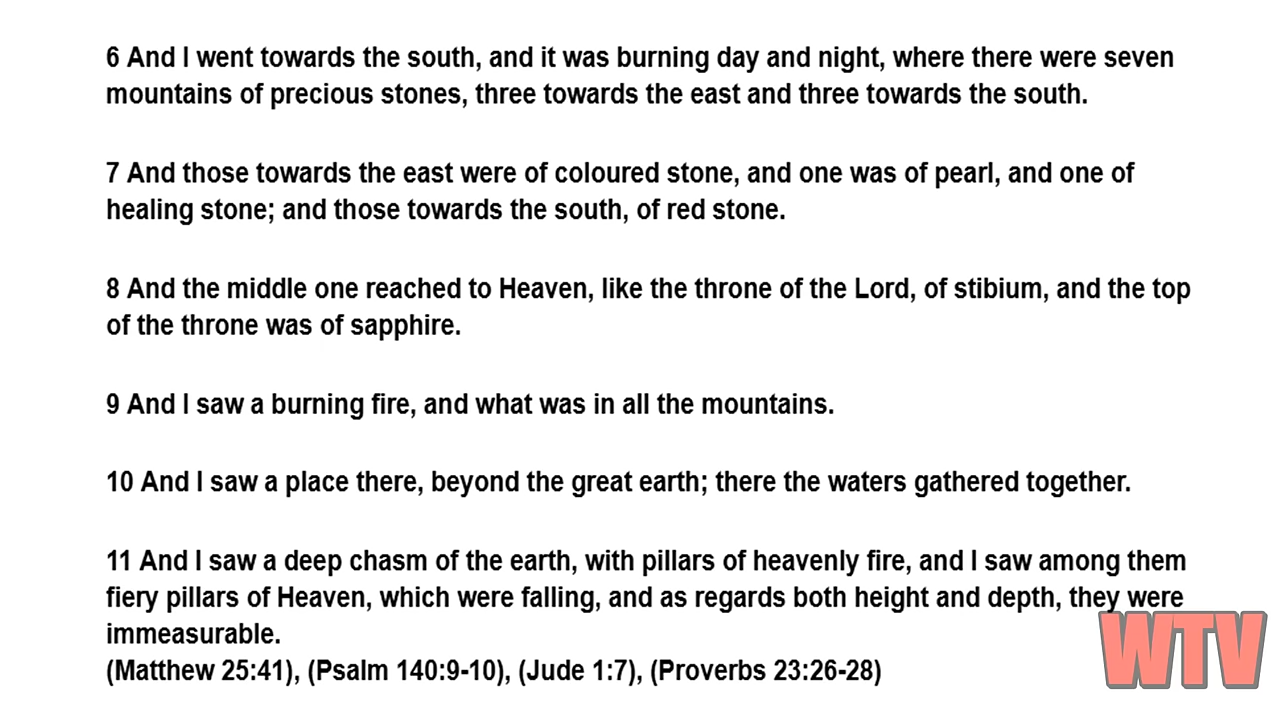 6 And I went towards the south, and it was burning day and night, where there were seven
mountains of precious stones, three towards the east and three towards the south.
7 And those towards the east were of coloured stone, and one was of pearl, and one of
healing stone; and those towards the south, of red stone.
8 And the middle one reached to Heaven, like the throne of the Lord, of stibium, and the top
of the throne was of sapphire.
9 And I saw a burning fire, and what was in all the mountains.
10 And I saw a place there, beyond the great earth; there the waters gathered together.
11 And I saw a deep chasm of the earth, with pillars of heavenly fire, and I saw among them
fiery pillars of Heaven, which were falling, and as regards both height and depth, they were
immeasurable.
(Matthew 25:41), (Psalm 140:9-10), (Jude 1:7), (Proverbs 23:26-28)
WTV